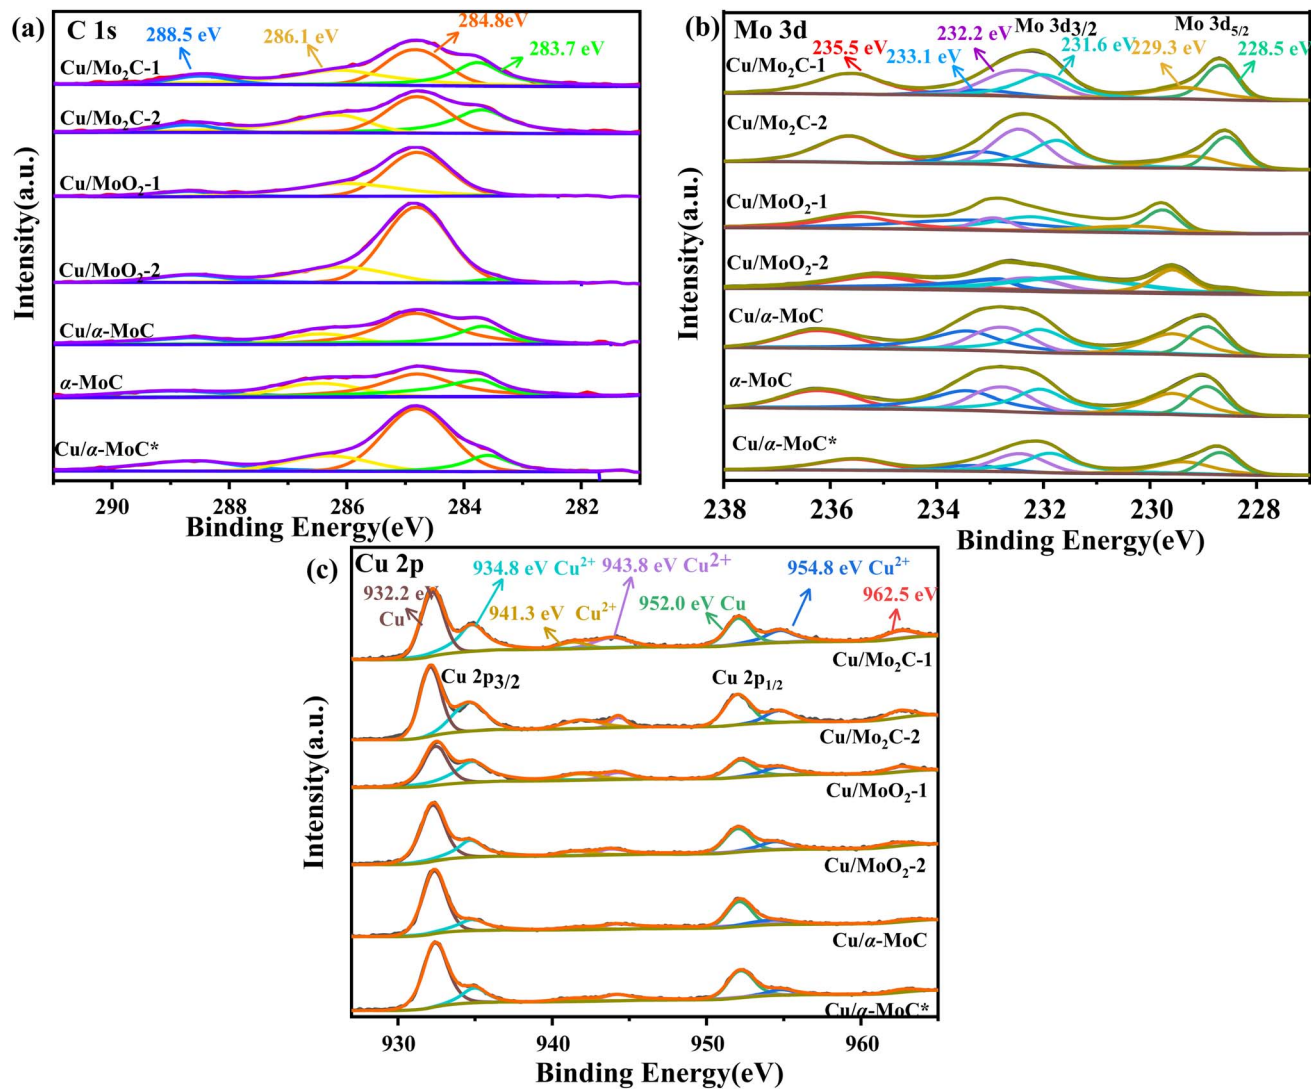 (a)
C 1s
288.5 eV
286.1 eV
284.8eV
283.7 eV
Cu/Mo₂C-1
Cu/Mo₂C-2
Cu/MoO₂-1
Cu/MoO₂-2
Cu/α-MoC
α-MoC
Cu/α-MoC*
Intensity(a.u.)
290 288 286 284 282
Binding Energy(eV)
(b)
Mo 3d
235.5 eV
233.1 eV
232.2 eV
Mo 3d3/2
231.6 eV
229.3 eV
Mo 3d₅/₂
228.5 eV
Cu/Mo₂C-1
Cu/Mo₂C-2
Cu/MoO₂-1
Cu/MoO₂-2
Cu/α-MoC
α-MoC
Cu/α-MoC*
Intensity(a.u.)
238 236 234 232 230 228
Binding Energy(eV)
(c)
Cu 2p
932.2 eV
Cu
934.8 eV Cu²⁺
941.3 eV Cu²⁺
943.8 eV Cu²⁺
952.0 eV Cu
954.8 eV Cu²⁺
962.5 eV
Cu/Mo₂C-1
Cu 2p3/2
Cu 2p₁/₂
Cu/Mo₂C-2
Cu/MoO₂-1
Cu/MoO₂-2
Cu/α-MoC
Cu/α-MoC*
Intensity(a.u.)
930 940 950 960
Binding Energy(eV)